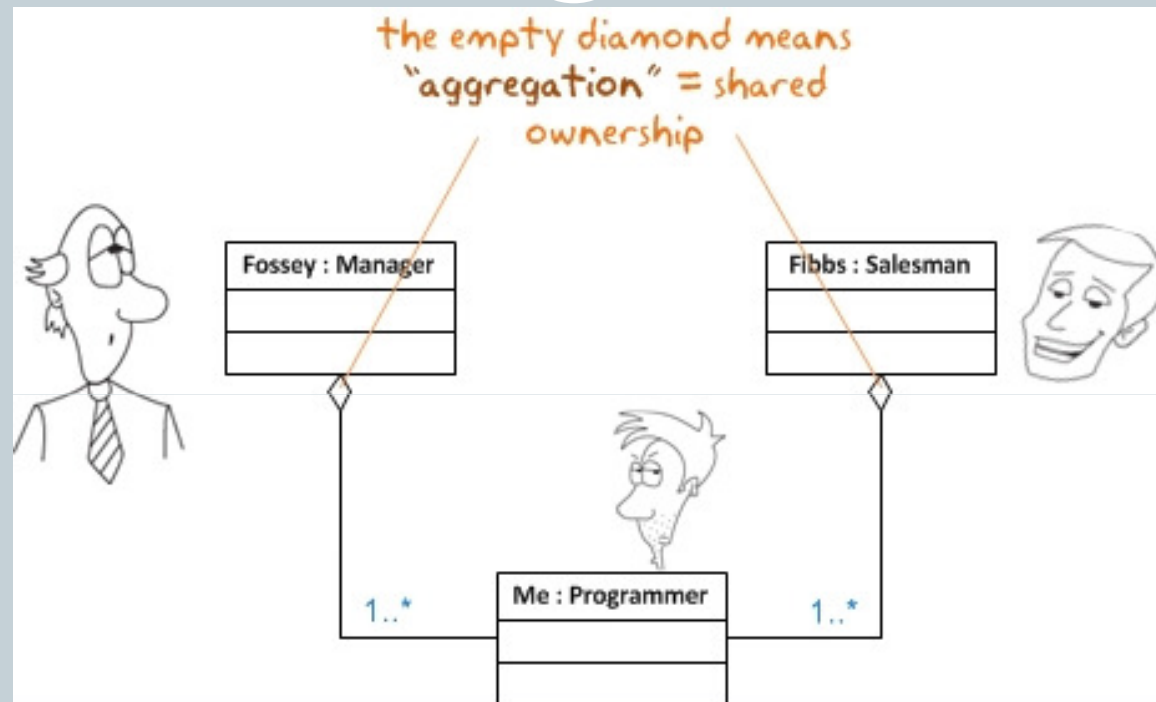 the empty diamond means
"aggregation" = shared
ownership
Fossey : Manager
Fibbs : Salesman
Me : Programmer
1..*
1..*